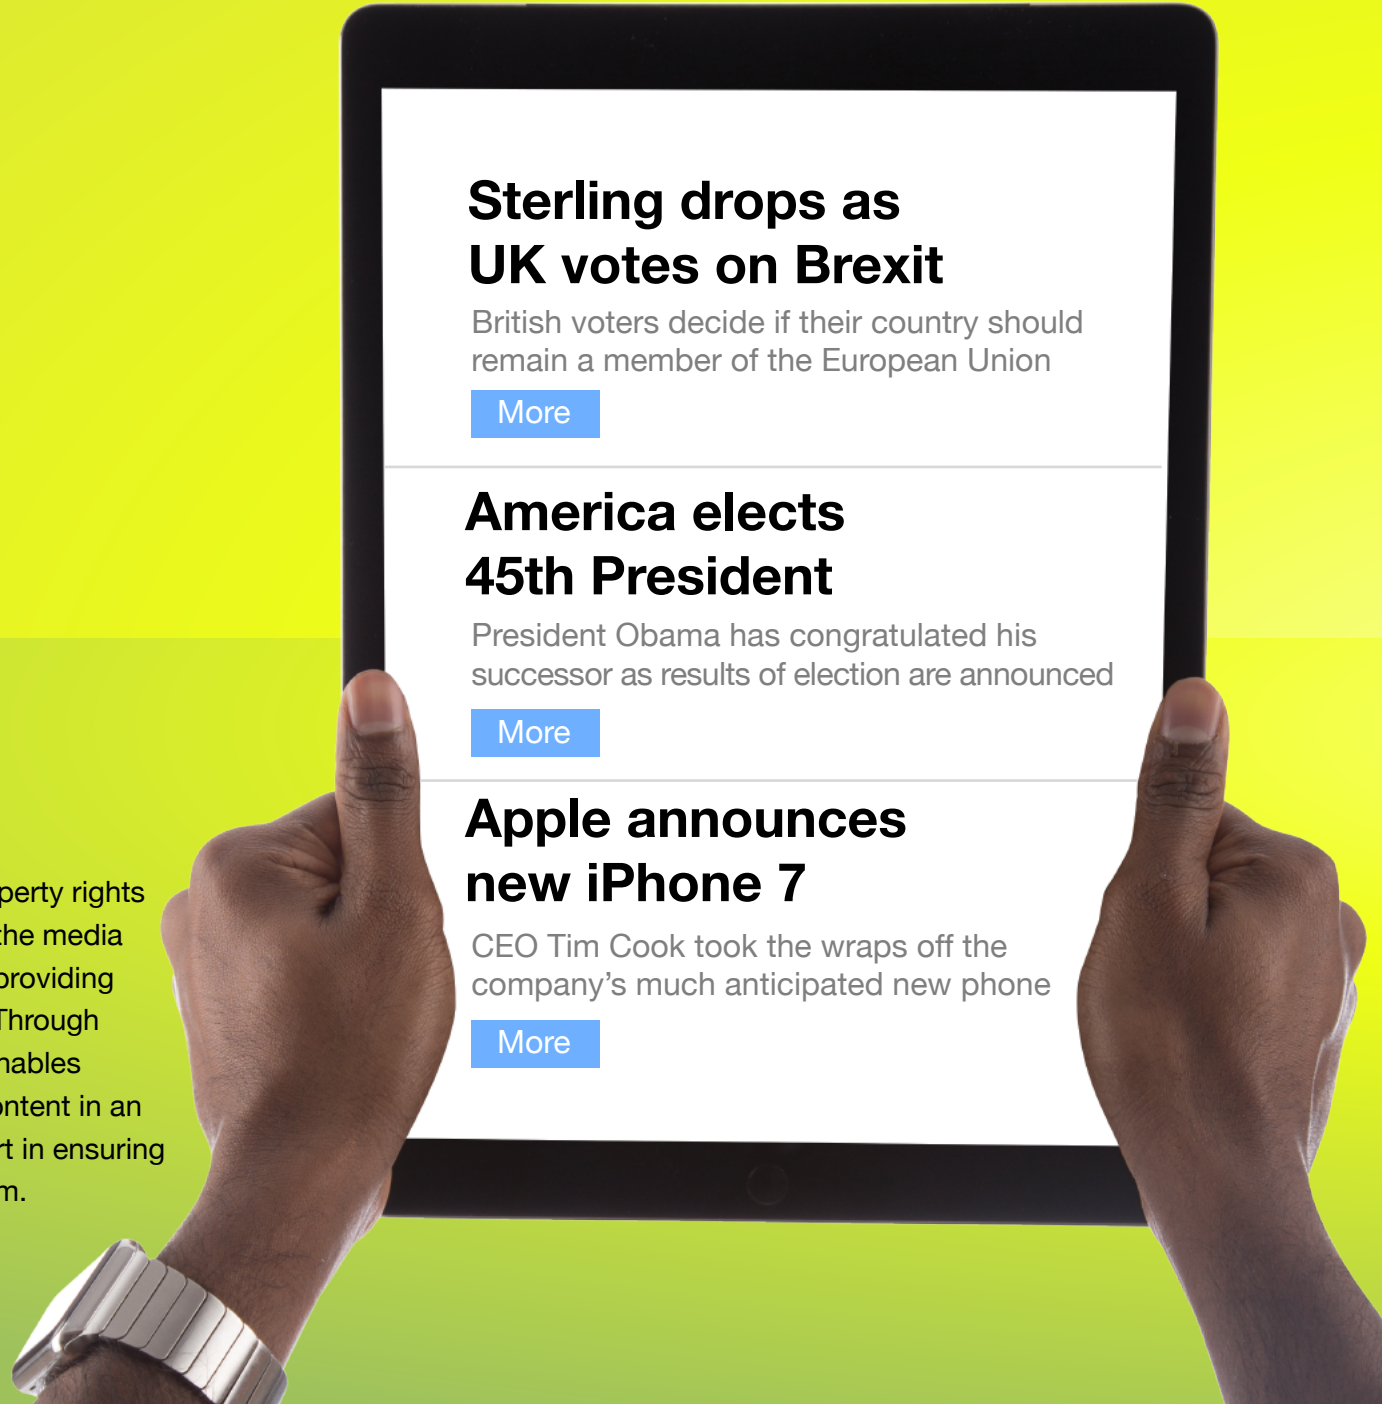 Sterling drops as
UK votes on Brexit
British voters decide if their country should
remain a member of the European Union
More
America elects
45th President
President Obama has congratulated his
successor as results of election are announced
More
Apple announces
new iPhone 7
CEO Tim Cook took the wraps off the
company’s much anticipated new phone
More
perty rights
the media
providing
Through
nables
ontent in an
rt in ensuring
m.